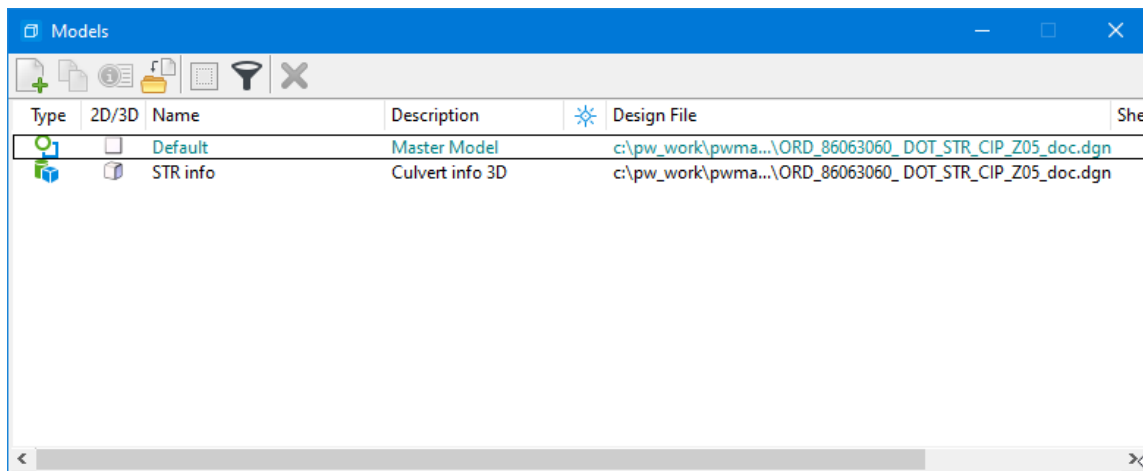 Models
Type 2D/3D Name Description Design File She
Default Master Model c:\pw_work\pwma...\ORD_86063060_ DOT_STR_CIP_Z05_doc.dgn
STR info Culvert info 3D c:\pw_work\pwma...\ORD_86063060_ DOT_STR_CIP_Z05_doc.dgn